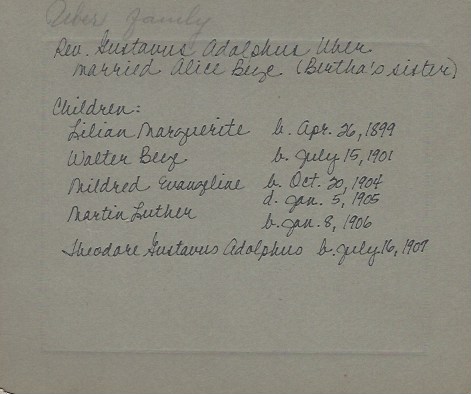 Uber Family
Rev. Gustavus Adolphus Uber
married Alice Beep (Bertha's sister)
Children:
Lilian Marguerite b. Apr. 26, 1899
Walter b. July 15, 1901
Mildred Evangeline b. Oct. 20, 1904
d. Jan. 5, 1905
Martin Luther b. Jan. 8, 1906
Theodore Gustavus Adolphus b. July 16, 1907